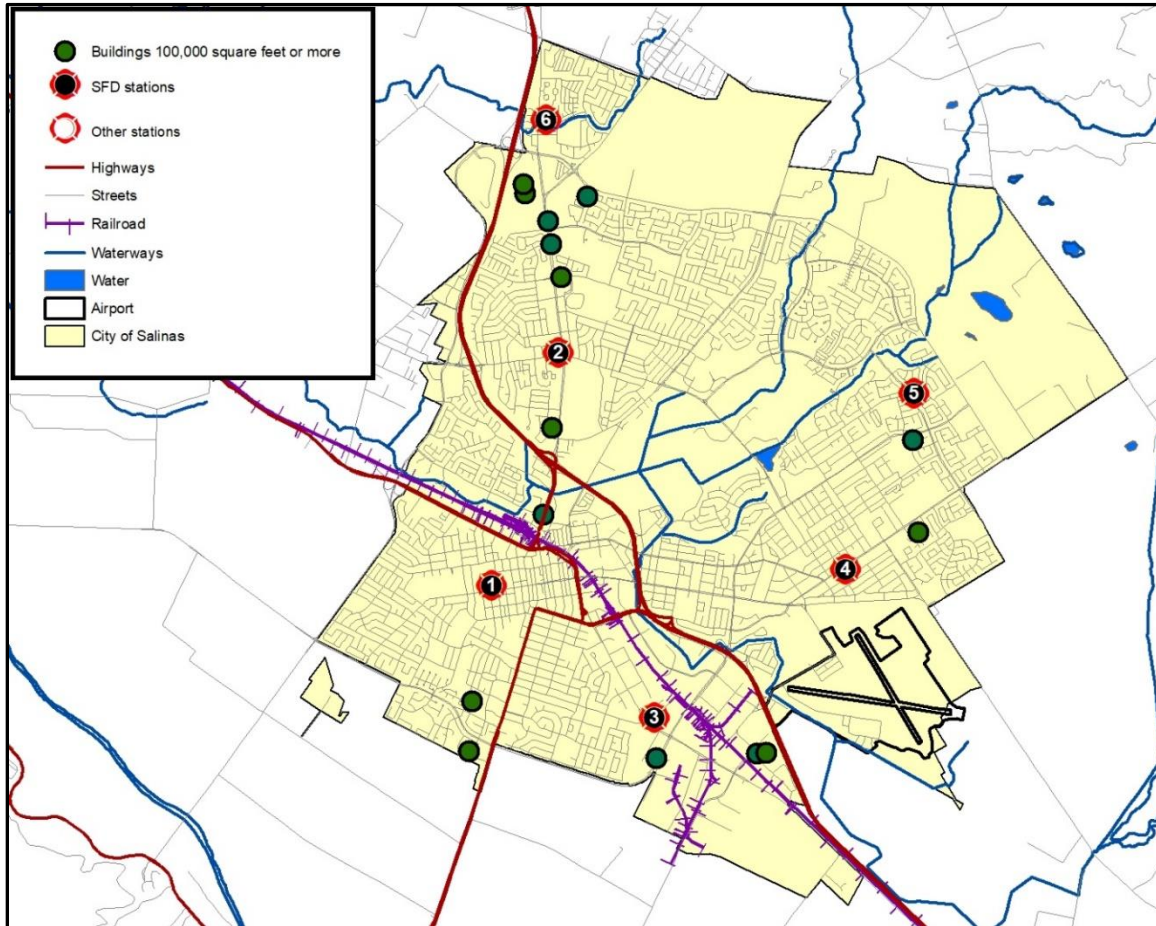 Buildings 100,000 square feet or more
SFD stations
Other stations
Highways
Streets
Railroad
Waterways
Water
Airport
City of Salinas
6
2
5
4
1
3